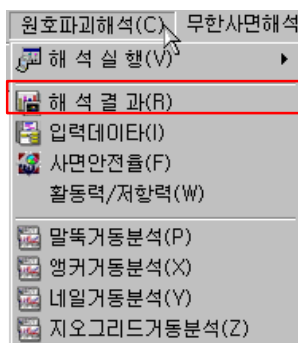 원호파괴해석(C) 무한사면해석
해 석 실 행(V)
해 석 결 과(R)
입력데이타(I)
사면안전율(F)
활동력/저항력(W)
말뚝거동분석(P)
앵커거동분석(X)
네일거동분석(Y)
지오그리드거동분석(Z)